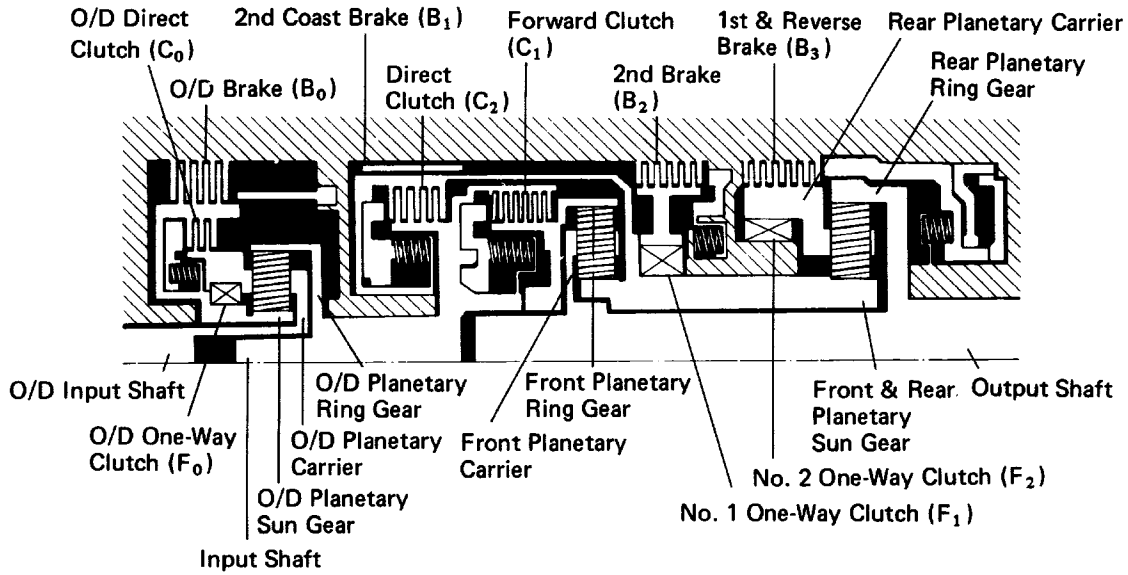 O/D Direct
Clutch (C0)
2nd Coast Brake (B1)
Forward Clutch
(C1)
1st & Reverse
Brake (B3)
Rear Planetary Carrier
O/D Brake (B0)
Direct
Clutch (C2)
2nd Brake
(B2)
Rear Planetary
Ring Gear
O/D Input Shaft
O/D One-Way
Clutch (F0)
O/D Planetary
Ring Gear
O/D Planetary
Carrier
O/D Planetary
Sun Gear
Input Shaft
Front Planetary
Ring Gear
Front Planetary
Carrier
Front & Rear
Planetary
Sun Gear
Output Shaft
No. 2 One-Way Clutch (F2)
No. 1 One-Way Clutch (F1)